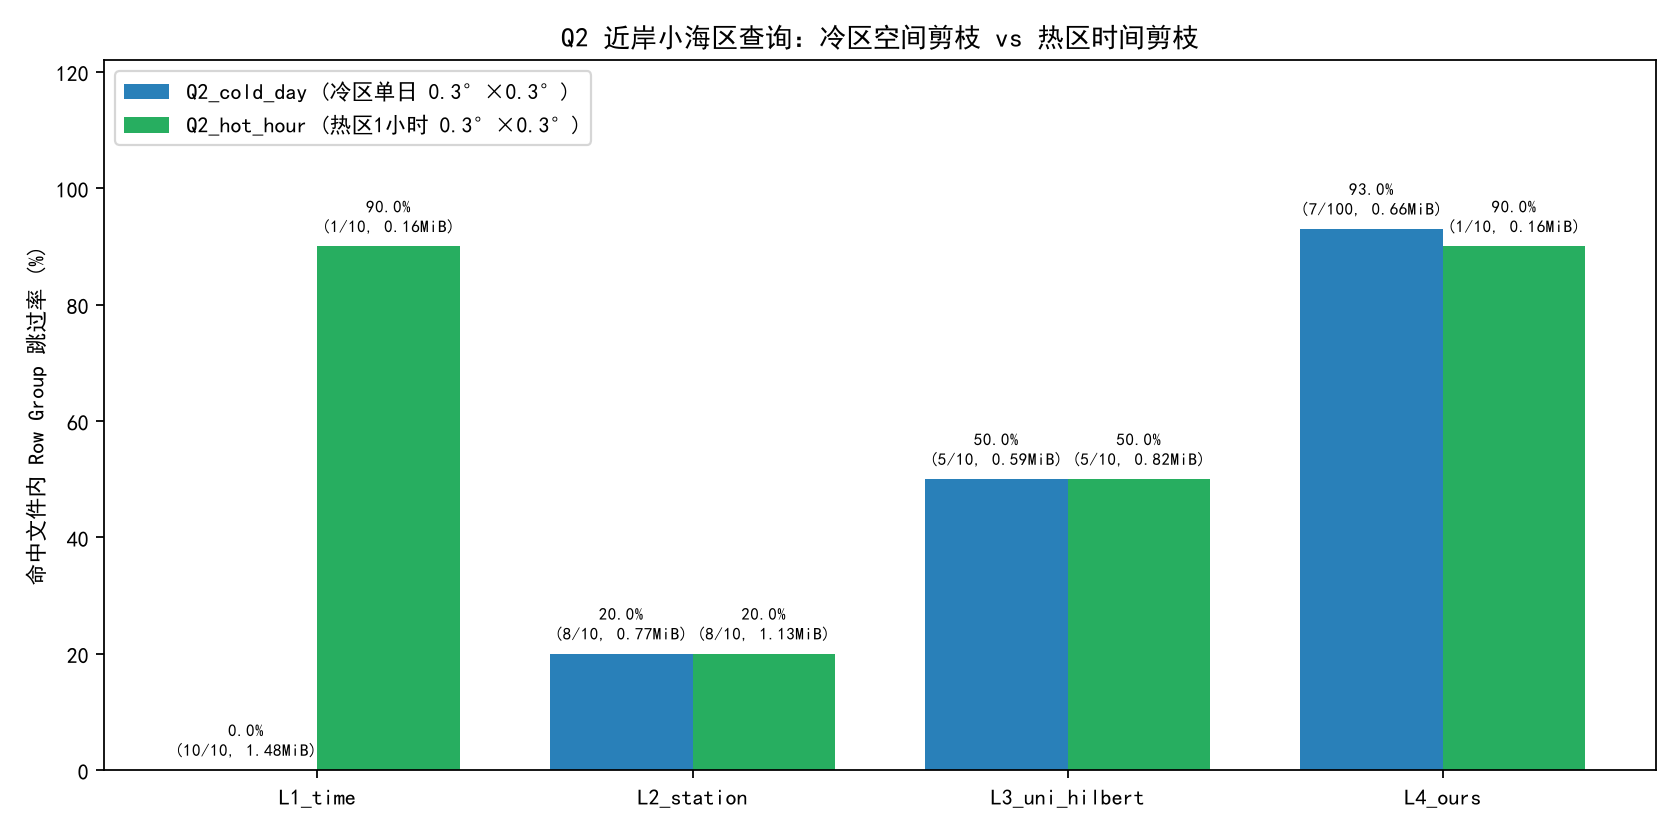 Q2 近岸小海区查询：冷区空间剪枝 vs 热区时间剪枝
Q2_cold_day (冷区单日 0.3°×0.3°)
Q2_hot_hour (热区1小时 0.3°×0.3°)
命中文件内 Row Group 跳过率 (%)
120
100
80
60
40
20
0
0.0%
(10/10, 1.48MiB)
90.0%
(1/10, 0.16MiB)
20.0%
(8/10, 0.77MiB)
20.0%
(8/10, 1.13MiB)
50.0%
(5/10, 0.59MiB)
50.0%
(5/10, 0.82MiB)
93.0%
(7/100, 0.66MiB)
90.0%
(1/10, 0.16MiB)
L1_time
L2_station
L3_uni_hilbert
L4_ours